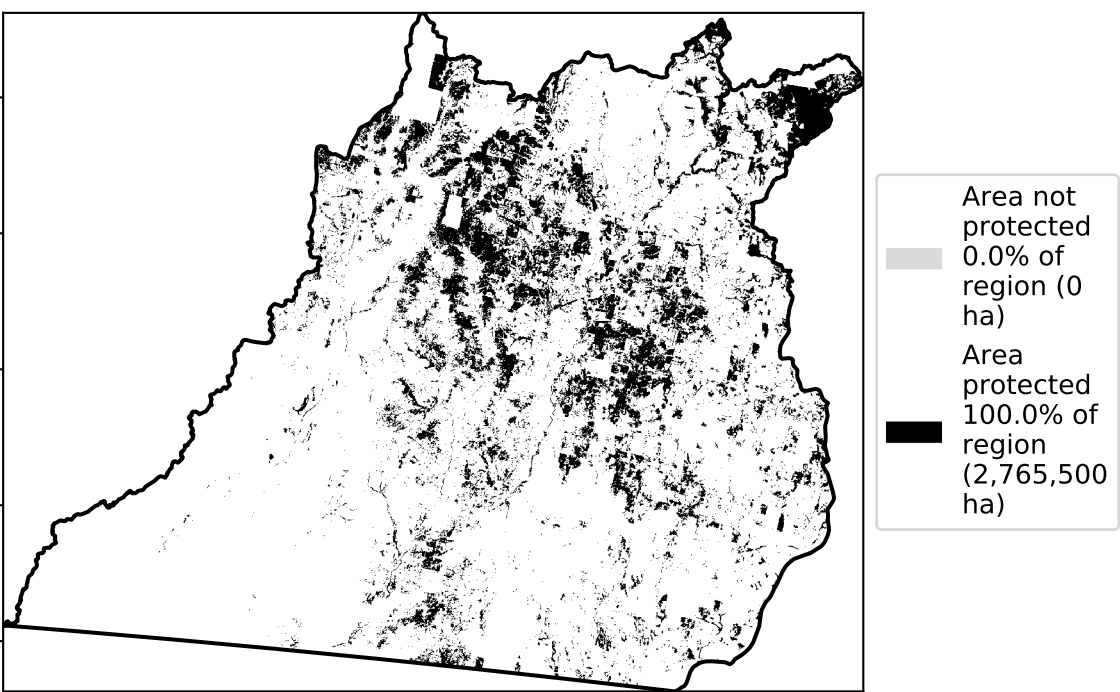 Area not
protected
0.0% of
region (0
ha)
Area
protected
100.0% of
region
(2,765,500
ha)